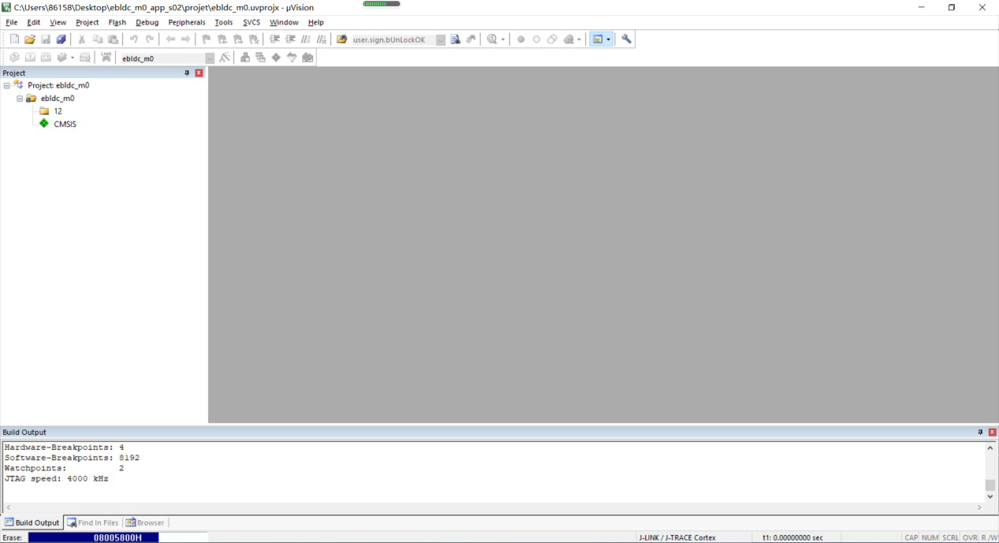 C:\Users\86158\Desktop\ebldc_m0_app_s02\projet\ebldc_m0.uvprojx - µVision
File Edit View Project Flash Debug Peripherals Tools SVCS Window Help
user.sign.bUnLockOK
LOAD
ebldc_m0
Project
Project: ebldc_m0
ebldc_m0
12
CMSIS
Build Output
Hardware-Breakpoints: 4
Software-Breakpoints: 8192
Watchpoints: 2
JTAG speed: 4000 kHz
Build Output Find In Files Browser
Erase: 08005800H J-LINK / J-TRACE Cortex t1: 0.00000000 sec CAP NUM SCRL OVR R/W